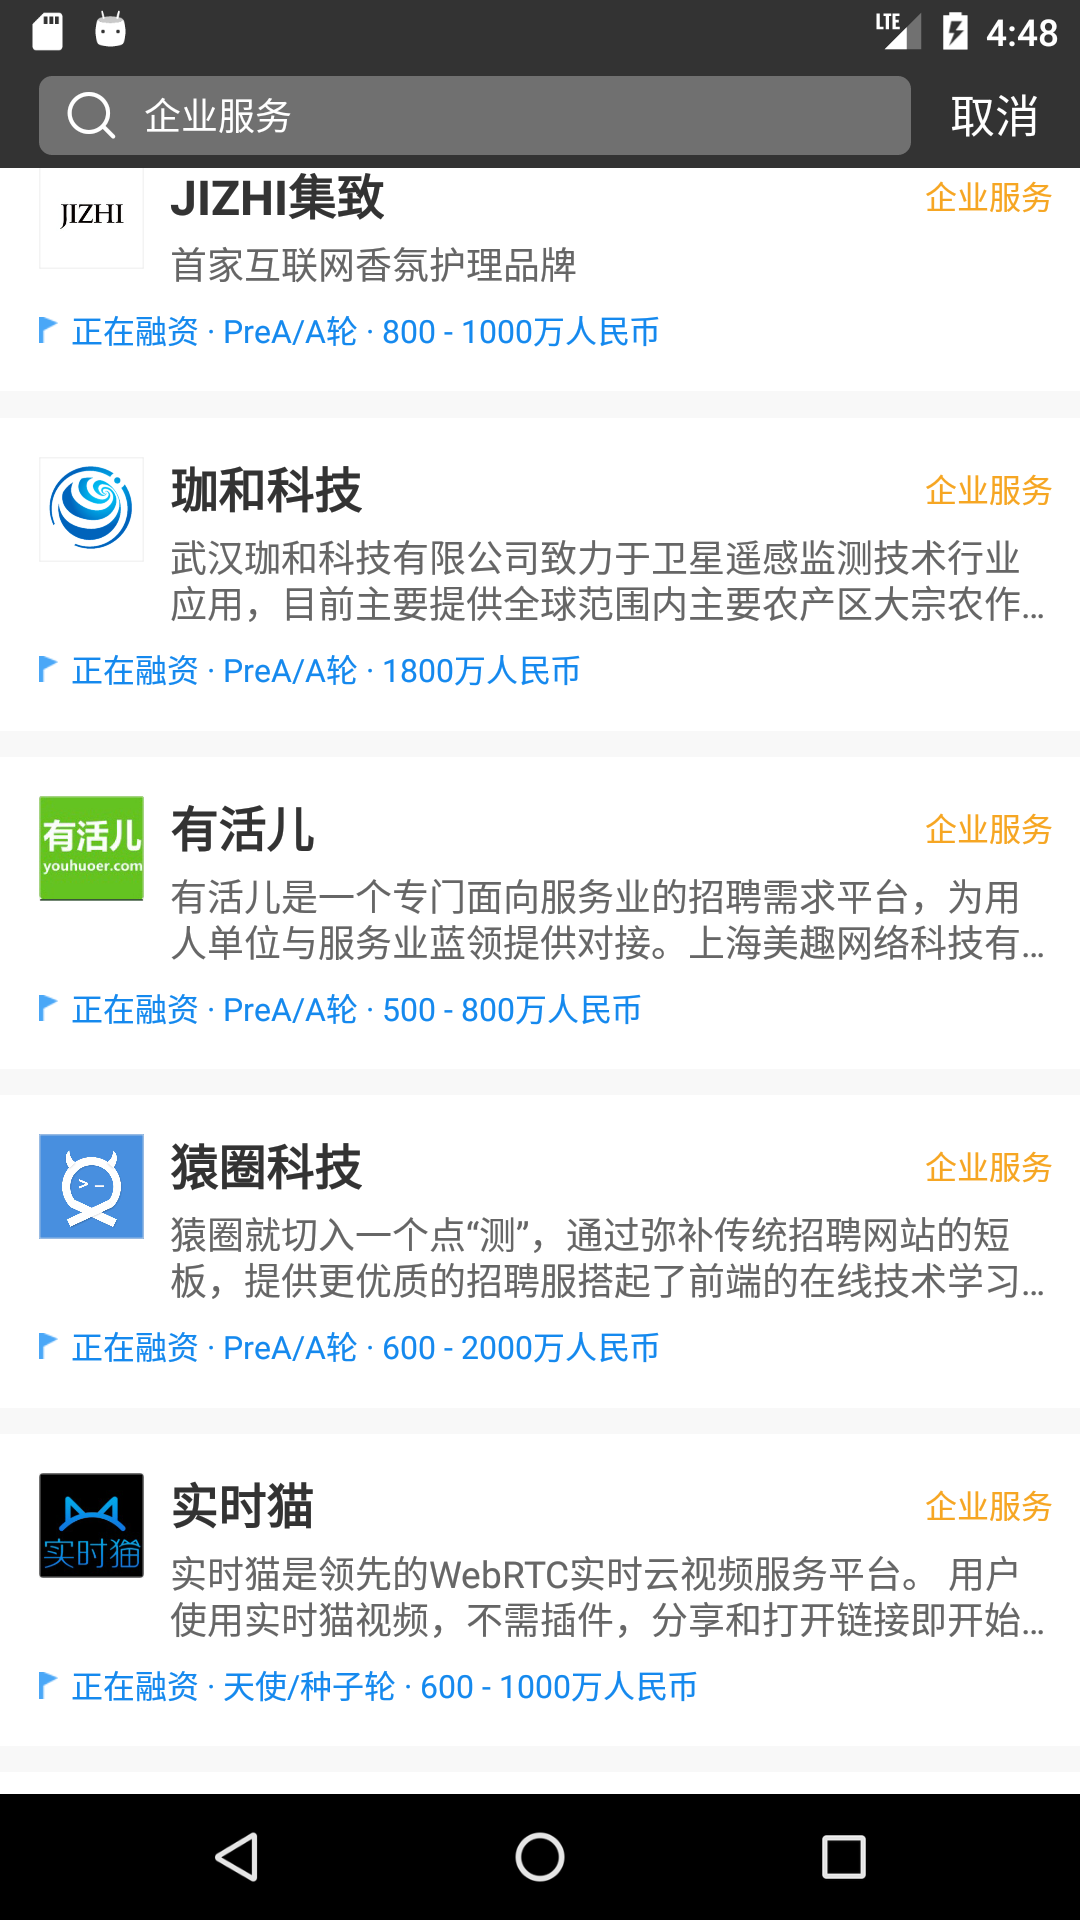 LTE 4:48
企业服务 取消
JIZHI JIZHI集致 企业服务
首家互联网香氛护理品牌
正在融资 · PreA/A轮 · 800 - 1000万人民币
珈和科技 企业服务
武汉珈和科技有限公司致力于卫星遥感监测技术行业
应用，目前主要提供全球范围内主要农产区大宗农作...
正在融资 · PreA/A轮 · 1800万人民币
有活儿 有活儿 企业服务
youhuoer.com
有活儿是一个专门面向服务业的招聘需求平台，为用
人单位与服务业蓝领提供对接。上海美趣网络科技有...
正在融资 · PreA/A轮 · 500 - 800万人民币
猿圈科技 企业服务
猿圈就切入一个点“测”，通过弥补传统招聘网站的短
板，提供更优质的招聘服搭起了前端的在线技术学习...
正在融资 · PreA/A轮 · 600 - 2000万人民币
实时猫 企业服务
实时猫
实时猫是领先的WebRTC实时云视频服务平台。 用户
使用实时猫视频，不需插件，分享和打开链接即开始...
正在融资 · 天使/种子轮 · 600 - 1000万人民币